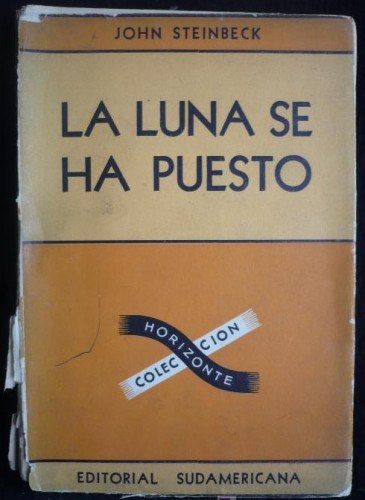 JOHN STEINBECK
LA LUNA SE
HA PUESTO
COLECCION
HORIZONTE
EDITORIAL SUDAMERICANA